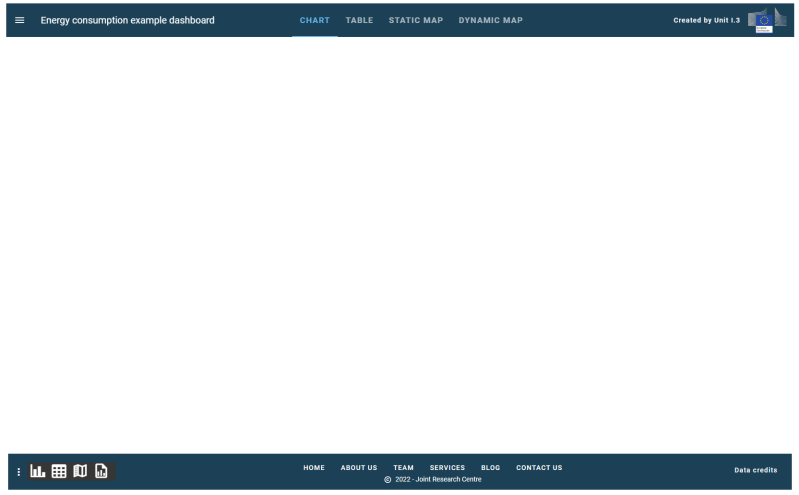 Energy consumption example dashboard
CHART TABLE STATIC MAP DYNAMIC MAP
Created by Unit I.3
HOME ABOUT US TEAM SERVICES BLOG CONTACT US
© 2022 - Joint Research Centre
Data credits